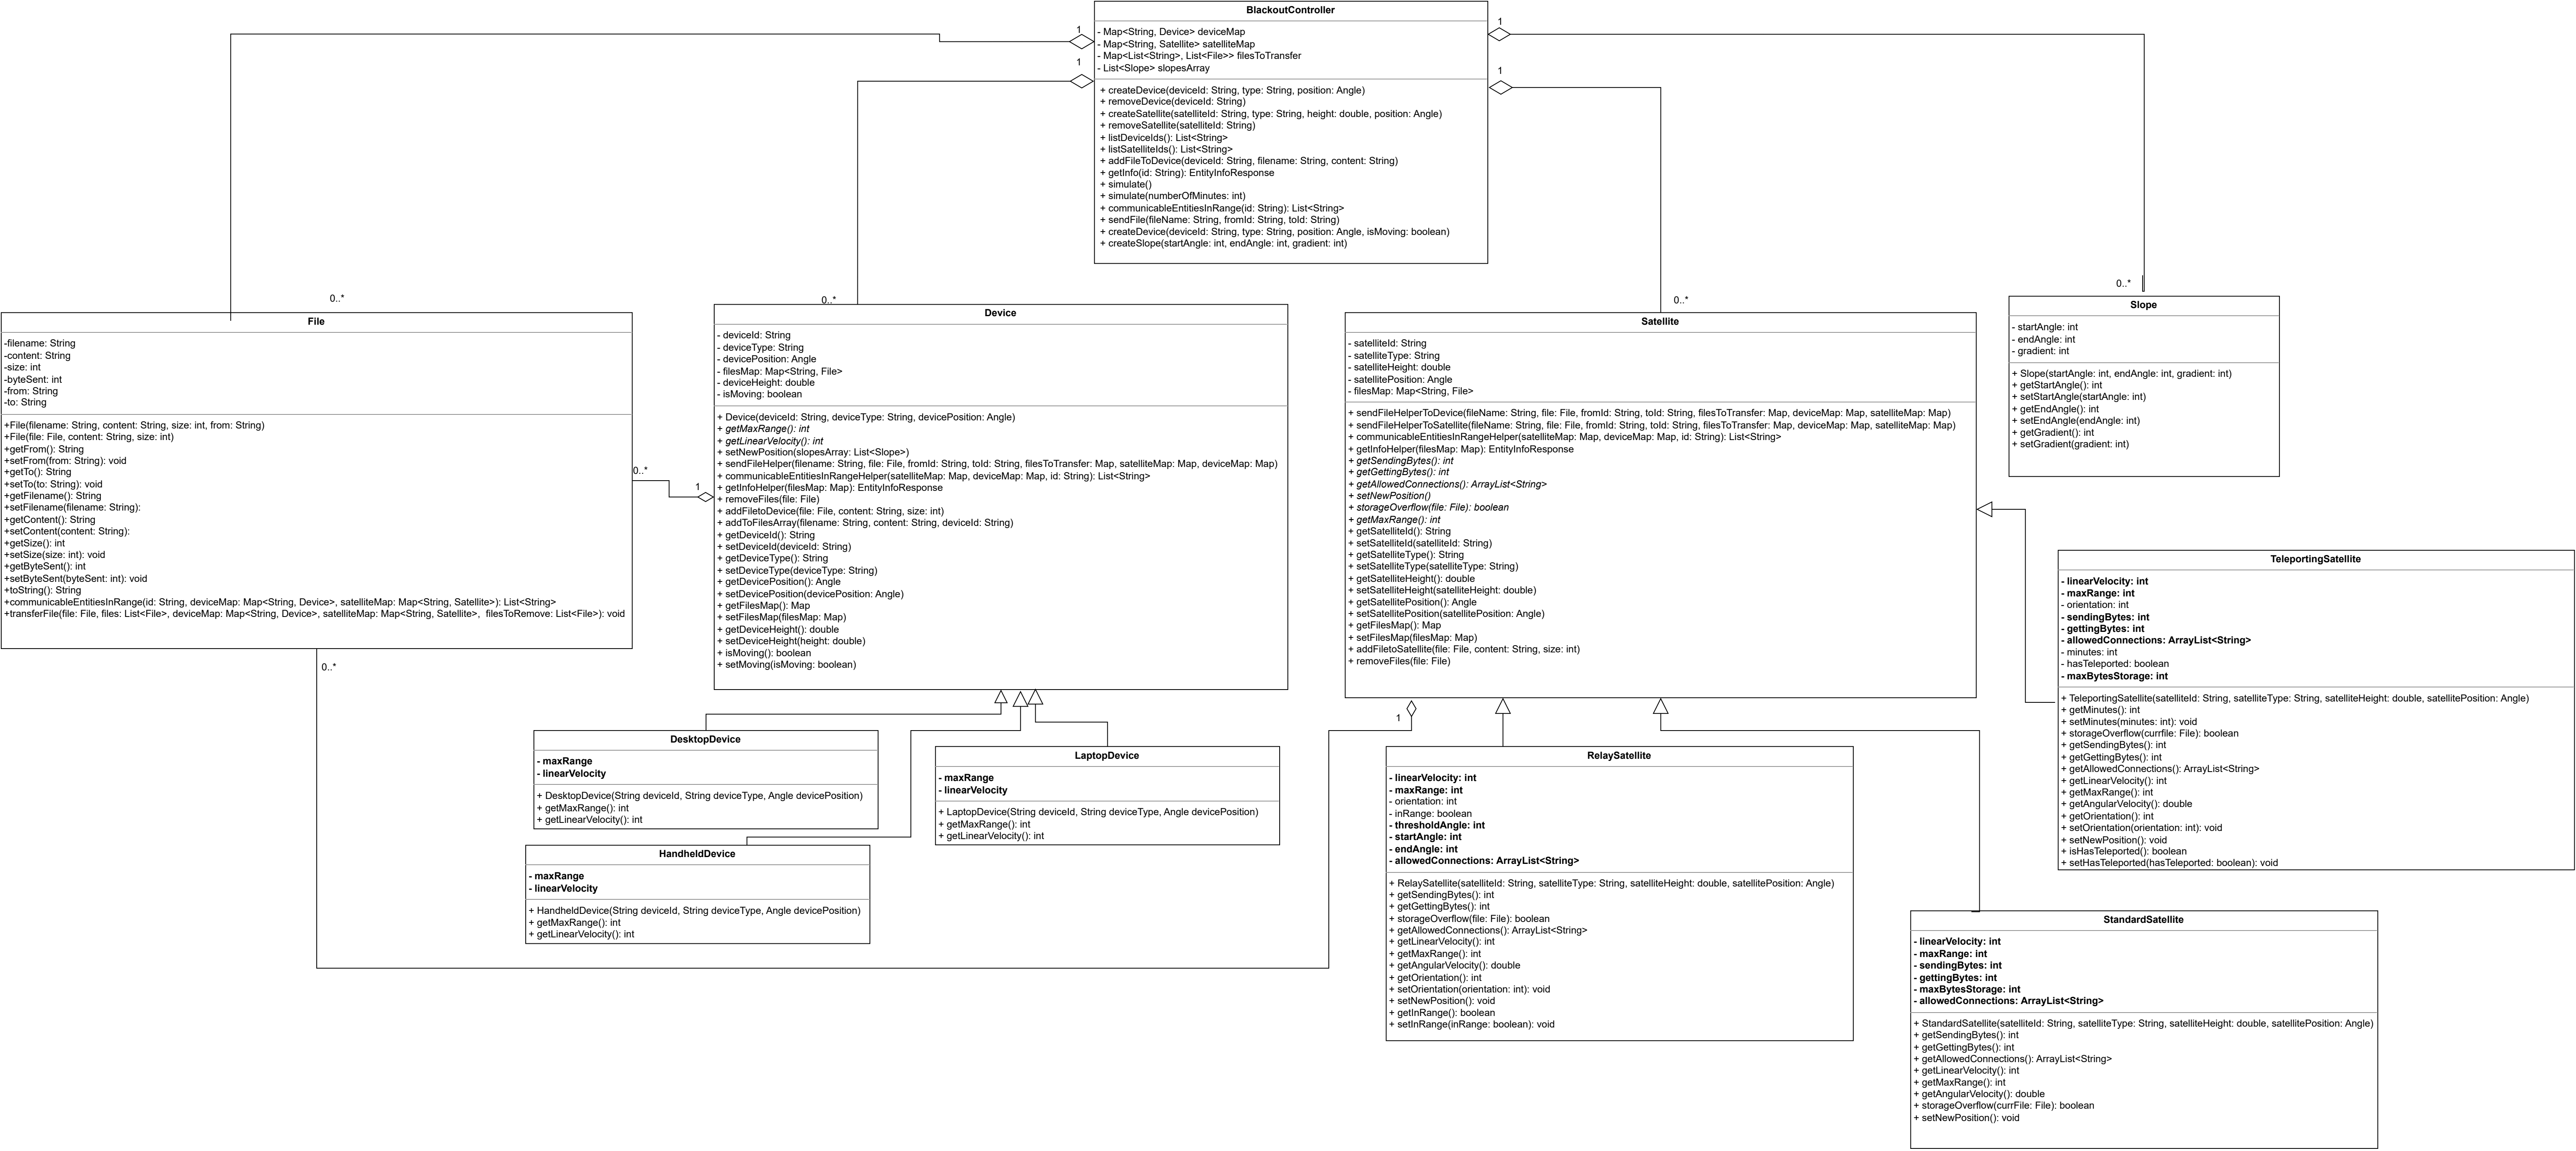 BlackoutController
- Map<String, Device> deviceMap
- Map<String, Satellite> satelliteMap
- Map<List<String>, List<File>> filesToTransfer
- List<Slope> slopesArray
+ createDevice(deviceId: String, type: String, position: Angle)
+ removeDevice(deviceId: String)
+ createSatellite(satelliteId: String, type: String, height: double, position: Angle)
+ removeSatellite(satelliteId: String)
+ listDeviceIds(): List<String>
+ listSatelliteIds(): List<String>
+ addFileToDevice(deviceId: String, filename: String, content: String)
+ getInfo(id: String): EntityInfoResponse
+ simulate()
+ simulate(numberOfMinutes: int)
+ communicableEntitiesInRange(id: String): List<String>
+ sendFile(fileName: String, fromId: String, toId: String)
+ createDevice(deviceId: String, type: String, position: Angle, isMoving: boolean)
+ createSlope(startAngle: int, endAngle: int, gradient: int)
1
1
1
1
0..*
0..*
0..*
0..*
File
-filename: String
-content: String
-size: int
-byteSent: int
-from: String
-to: String
+File(filename: String, content: String, size: int, from: String)
+File(file: File, content: String, size: int)
+getFrom(): String
+setFrom(from: String): void
+getTo(): String
+setTo(to: String): void
+getFilename(): String
+setFilename(filename: String):
+getContent(): String
+setContent(content: String):
+getSize(): int
+setSize(size: int): void
+getByteSent(): int
+setByteSent(byteSent: int): void
+toString(): String
+communicableEntitiesInRange(id: String, deviceMap: Map<String, Device>, satelliteMap: Map<String, Satellite>): List<String>
+transferFile(file: File, files: List<File>, deviceMap: Map<String, Device>, satelliteMap: Map<String, Satellite>,  filesToRemove: List<File>): void
0..*
1
0..*
Device
- deviceId: String
- deviceType: String
- devicePosition: Angle
- filesMap: Map<String, File>
- deviceHeight: double
- isMoving: boolean
+ Device(deviceId: String, deviceType: String, devicePosition: Angle)
+ getMaxRange(): int
+ getLinearVelocity(): int
+ setNewPosition(slopesArray: List<Slope>)
+ sendFileHelper(filename: String, file: File, fromId: String, toId: String, filesToTransfer: Map, satelliteMap: Map, deviceMap: Map)
+ communicableEntitiesInRangeHelper(satelliteMap: Map, deviceMap: Map, id: String): List<String>
+ getInfoHelper(filesMap: Map): EntityInfoResponse
+ removeFiles(file: File)
+ addFiletoDevice(file: File, content: String, size: int)
+ addToFilesArray(filename: String, content: String, deviceId: String)
+ getDeviceId(): String
+ setDeviceId(deviceId: String)
+ getDeviceType(): String
+ setDeviceType(deviceType: String)
+ getDevicePosition(): Angle
+ setDevicePosition(devicePosition: Angle)
+ getFilesMap(): Map
+ setFilesMap(filesMap: Map)
+ getDeviceHeight(): double
+ setDeviceHeight(height: double)
+ isMoving(): boolean
+ setMoving(isMoving: boolean)
Satellite
- satelliteId: String
- satelliteType: String
- satelliteHeight: double
- satellitePosition: Angle
- filesMap: Map<String, File>
+ sendFileHelperToDevice(fileName: String, file: File, fromId: String, toId: String, filesToTransfer: Map, deviceMap: Map, satelliteMap: Map)
+ sendFileHelperToSatellite(fileName: String, file: File, fromId: String, toId: String, filesToTransfer: Map, deviceMap: Map, satelliteMap: Map)
+ communicableEntitiesInRangeHelper(satelliteMap: Map, deviceMap: Map, id: String): List<String>
+ getInfoHelper(filesMap: Map): EntityInfoResponse
+ getSendingBytes(): int
+ getGettingBytes(): int
+ getAllowedConnections(): ArrayList<String>
+ setNewPosition()
+ storageOverflow(file: File): boolean
+ getMaxRange(): int
+ getSatelliteId(): String
+ setSatelliteId(satelliteId: String)
+ getSatelliteType(): String
+ setSatelliteType(satelliteType: String)
+ getSatelliteHeight(): double
+ setSatelliteHeight(satelliteHeight: double)
+ getSatellitePosition(): Angle
+ setSatellitePosition(satellitePosition: Angle)
+ getFilesMap(): Map
+ setFilesMap(filesMap: Map)
+ addFiletoSatellite(file: File, content: String, size: int)
+ removeFiles(file: File)
1
Slope
- startAngle: int
- endAngle: int
- gradient: int
+ Slope(startAngle: int, endAngle: int, gradient: int)
+ getStartAngle(): int
+ setStartAngle(startAngle: int)
+ getEndAngle(): int
+ setEndAngle(endAngle: int)
+ getGradient(): int
+ setGradient(gradient: int)
TeleportingSatellite
- linearVelocity: int
- maxRange: int
- orientation: int
- sendingBytes: int
- gettingBytes: int
- allowedConnections: ArrayList<String>
- minutes: int
- hasTeleported: boolean
- maxBytesStorage: int
+ TeleportingSatellite(satelliteId: String, satelliteType: String, satelliteHeight: double, satellitePosition: Angle)
+ getMinutes(): int
+ setMinutes(minutes: int): void
+ storageOverflow(currfile: File): boolean
+ getSendingBytes(): int
+ getGettingBytes(): int
+ getAllowedConnections(): ArrayList<String>
+ getLinearVelocity(): int
+ getMaxRange(): int
+ getAngularVelocity(): double
+ getOrientation(): int
+ setOrientation(orientation: int): void
+ setNewPosition(): void
+ isHasTeleported(): boolean
+ setHasTeleported(hasTeleported: boolean): void
DesktopDevice
- maxRange
- linearVelocity
+ DesktopDevice(String deviceId, String deviceType, Angle devicePosition)
+ getMaxRange(): int
+ getLinearVelocity(): int
LaptopDevice
- maxRange
- linearVelocity
+ LaptopDevice(String deviceId, String deviceType, Angle devicePosition)
+ getMaxRange(): int
+ getLinearVelocity(): int
HandheldDevice
- maxRange
- linearVelocity
+ HandheldDevice(String deviceId, String deviceType, Angle devicePosition)
+ getMaxRange(): int
+ getLinearVelocity(): int
RelaySatellite
- linearVelocity: int
- maxRange: int
- orientation: int
- inRange: boolean
- thresholdAngle: int
- startAngle: int
- endAngle: int
- allowedConnections: ArrayList<String>
+ RelaySatellite(satelliteId: String, satelliteType: String, satelliteHeight: double, satellitePosition: Angle)
+ getSendingBytes(): int
+ getGettingBytes(): int
+ storageOverflow(file: File): boolean
+ getAllowedConnections(): ArrayList<String>
+ getLinearVelocity(): int
+ getMaxRange(): int
+ getAngularVelocity(): double
+ getOrientation(): int
+ setOrientation(orientation: int): void
+ setNewPosition(): void
+ getInRange(): boolean
+ setInRange(inRange: boolean): void
StandardSatellite
- linearVelocity: int
- maxRange: int
- sendingBytes: int
- gettingBytes: int
- maxBytesStorage: int
- allowedConnections: ArrayList<String>
+ StandardSatellite(satelliteId: String, satelliteType: String, satelliteHeight: double, satellitePosition: Angle)
+ getSendingBytes(): int
+ getGettingBytes(): int
+ getAllowedConnections(): ArrayList<String>
+ getLinearVelocity(): int
+ getMaxRange(): int
+ getAngularVelocity(): double
+ storageOverflow(currFile: File): boolean
+ setNewPosition(): void